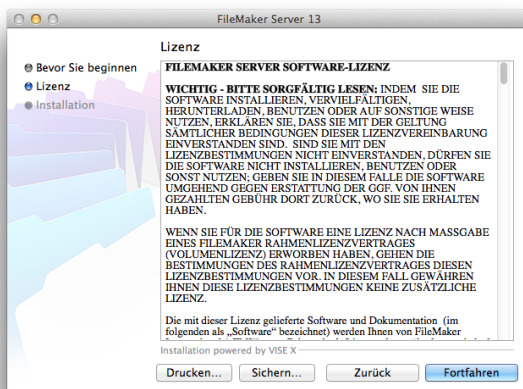 FileMaker Server 13
Lizenz
Bevor Sie beginnen
Lizenz
Installation
FILEMAKER SERVER SOFTWARE-LIZENZ
WICHTIG - BITTE SORGFÄLTIG LESEN: INDEM SIE DIE
SOFTWARE INSTALLIEREN, VERVIELFÄLTIGEN,
HERUNTERLADEN, BENUTZEN ODER AUF SONSTIGE WEISE
NUTZEN, ERKLÄREN SIE, DASS SIE MIT DER GELTUNG
SÄMTLICHER BEDINGUNGEN DIESER LIZENZVEREINBARUNG
EINVERSTANDEN SIND. SIND SIE MIT DEN
LIZENZBESTIMMUNGEN NICHT EINVERSTANDEN, DÜRFEN SIE
DIE SOFTWARE NICHT INSTALLIEREN, BENUTZEN ODER
SONST NUTZEN; GEBEN SIE IN DIESEM FALLE DIE SOFTWARE
UMGEHEND GEGEN ERSTATTUNG DER GGF. VON IHNEN
GEZAHLTEN GEBÜHR DORT ZURÜCK, WO SIE SIE ERHALTEN
HABEN.
WENN SIE FÜR DIE SOFTWARE EINE LIZENZ NACH MASSGABE
EINES FILEMAKER RAHMENLIZENZVERTRAGES
(VOLUMENLIZENZ) ERWORBEN HABEN, GEHEN DIE
BESTIMMUNGEN DES RAHMENLIZENZVERTRAGES DIESEN
LIZENZBESTIMMUNGEN VOR. IN DIESEM FALL GEWÄHREN
IHNEN DIESE LIZENZBESTIMMUNGEN KEINE ZUSÄTZLICHE
LIZENZ.
Die mit dieser Lizenz gelieferte Software und Dokumentation (im
folgenden als „Software" bezeichnet) werden Ihnen von FileMaker
Installation powered by VISE X
Drucken...
Sichern...
Zurück
Fortfahren